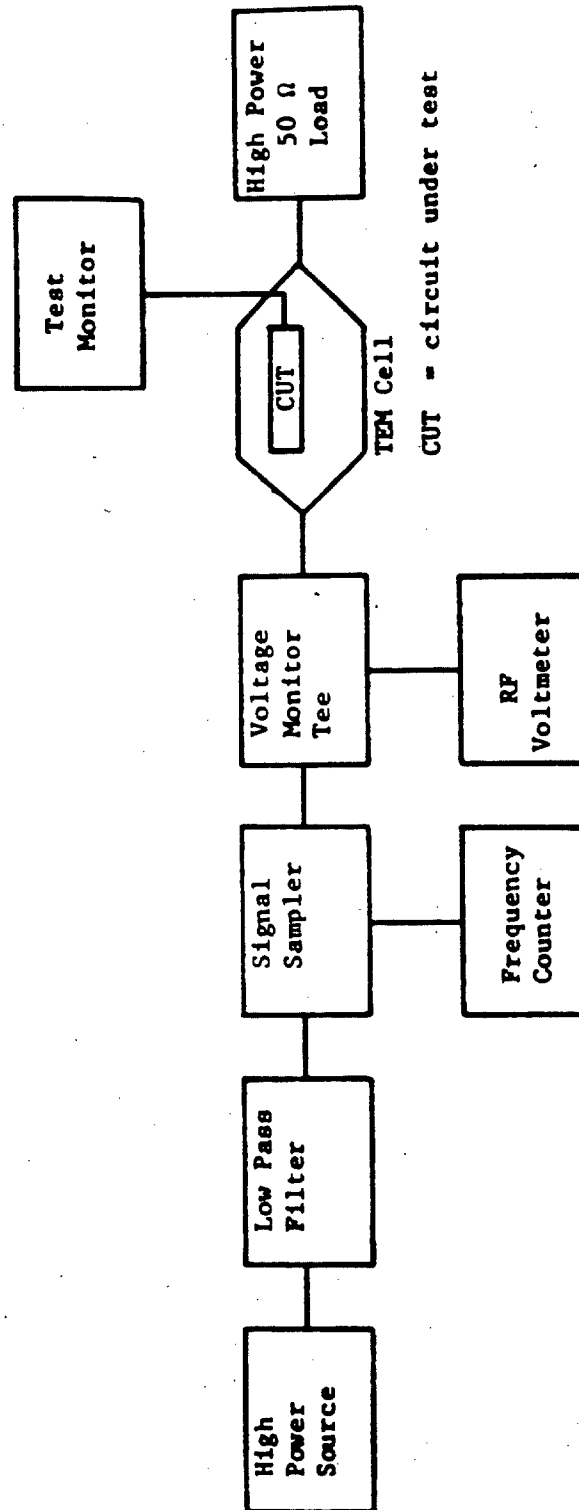 High
Power
Source
Low Pass
Filter
Signal
Sampler
Frequency
Counter
Voltage
Monitor
Tee
RF
Voltmeter
TEM Cell
CUT
Test
Monitor
High Power
50 Ω
Load
CUT = circuit under test